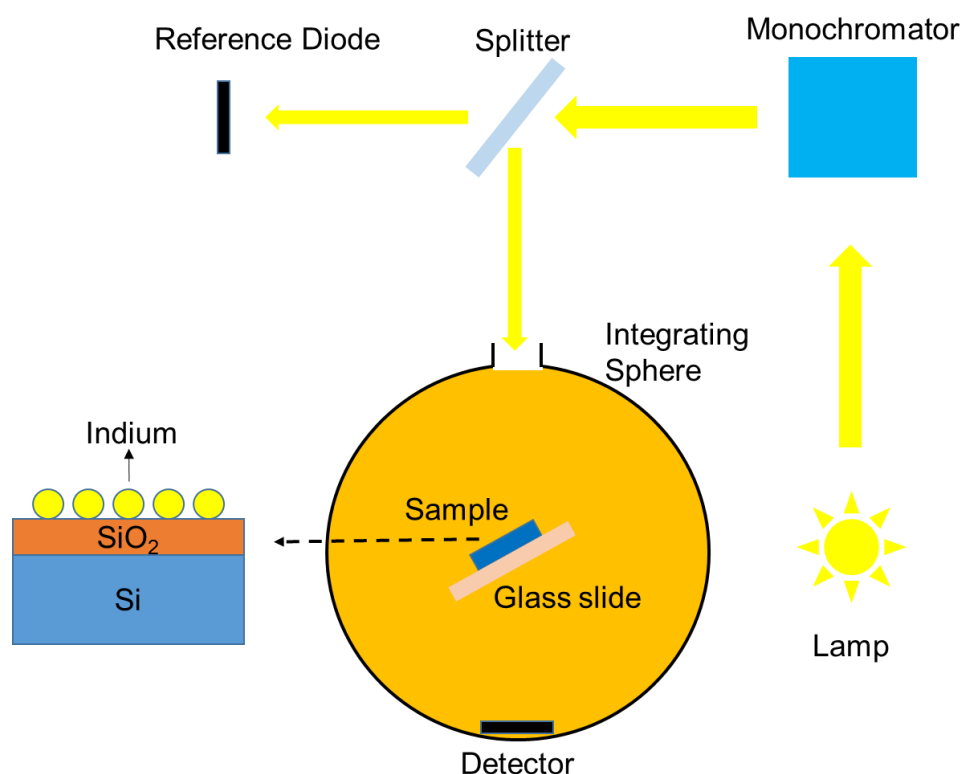 Reference Diode
Splitter
Monochromator
Integrating
Sphere
Indium
Sample
SiO₂
Glass slide
Si
Lamp
Detector